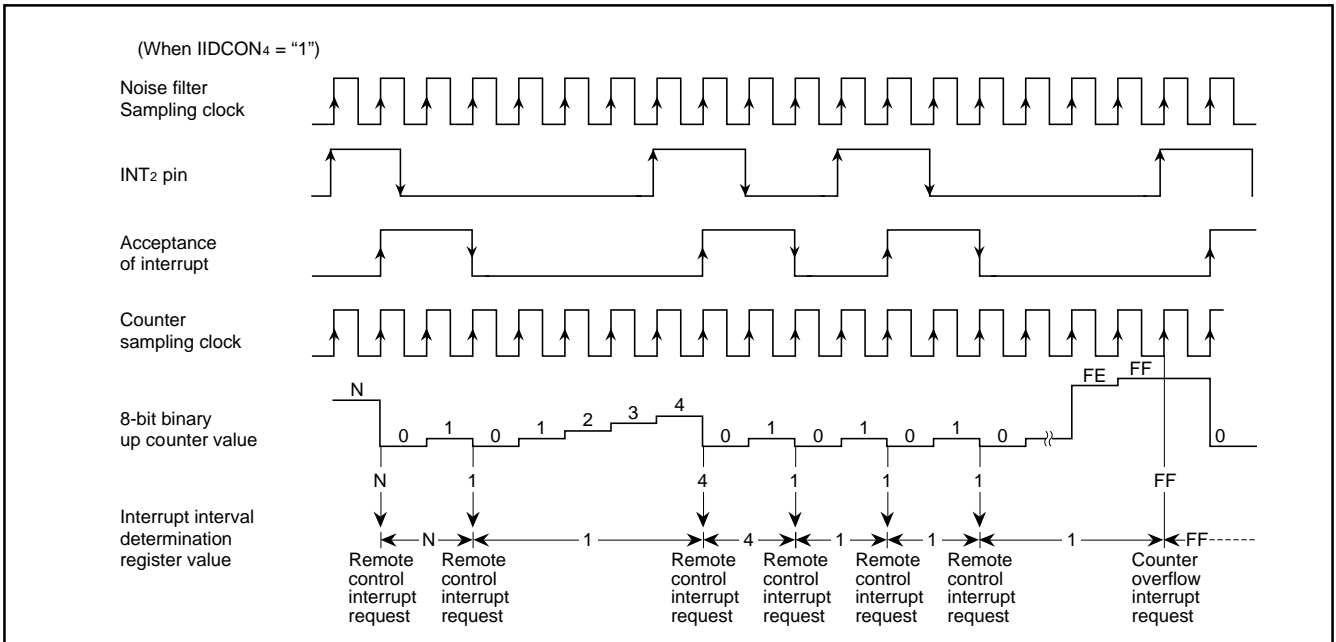 (When IIDCON4 = “1”)
Noise filter
Sampling clock
INT2 pin
Acceptance
of interrupt
Counter
sampling clock
N
FE
FF
8-bit binary
up counter value
0 1 0 1 2 3 4 0 1 0 1 0 1 0 0
N 1 4 1 1 1 FF
Interrupt interval
determination
register value
N 1 4 1 1 1 FF
Remote
control
interrupt
request
Remote
control
interrupt
request
Remote
control
interrupt
request
Remote
control
interrupt
request
Remote
control
interrupt
request
Remote
control
interrupt
request
Counter
overflow
interrupt
request